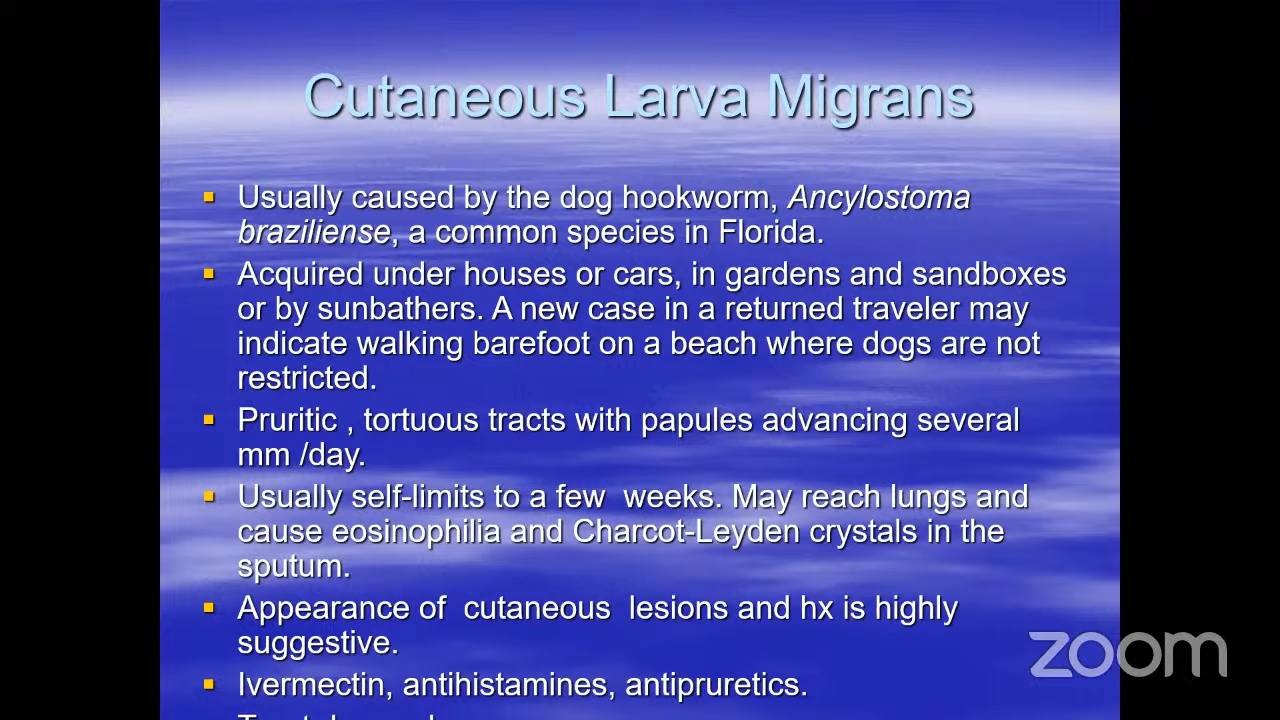 Cutaneous Larva Migrans
Usually caused by the dog hookworm, Ancylostoma
braziliense, a common species in Florida.
Acquired under houses or cars, in gardens and sandboxes
or by sunbathers. A new case in a returned traveler may
indicate walking barefoot on a beach where dogs are not
restricted.
Pruritic , tortuous tracts with papules advancing several
mm /day.
Usually self-limits to a few  weeks. May reach lungs and
cause eosinophilia and Charcot-Leyden crystals in the
sputum.
Appearance of  cutaneous  lesions and hx is highly
suggestive.
Ivermectin, antihistamines, antipruretics.
zoom